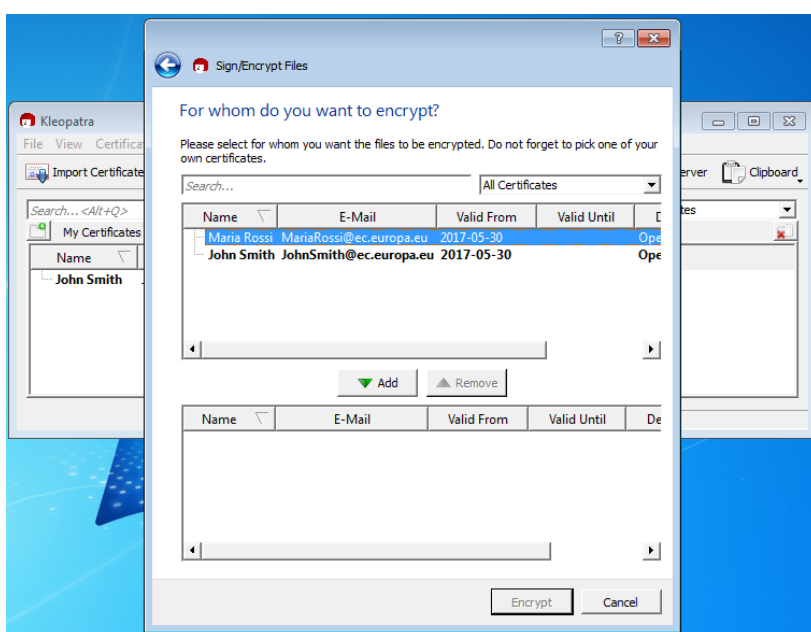 Sign/Encrypt Files
For whom do you want to encrypt?
Please select for whom you want the files to be encrypted. Do not forget to pick one of your
own certificates.
Search...
All Certificates
Name E-Mail Valid From Valid Until
Maria Rossi MariaRossi@ec.europa.eu 2017-05-30 Ope
John Smith JohnSmith@ec.europa.eu 2017-05-30 Ope
Add Remove
Name E-Mail Valid From Valid Until De
Encrypt Cancel
Kleopatra
File View Certifica
Import Certificate
Search...<Alt+Q>
My Certificates
Name
John Smith
erver Clipboard
tes